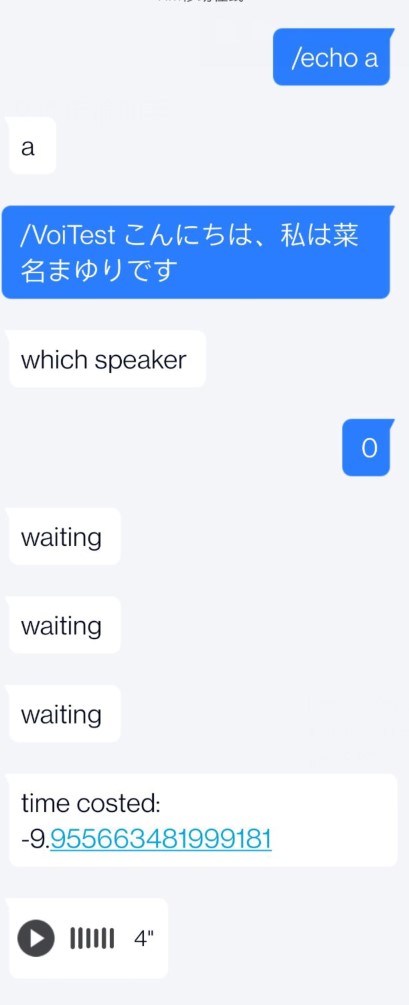 /echo a
a
/VoiTest こんにちは、私は菜
名まゆりです
which speaker
0
waiting
waiting
waiting
time costed:
-9.955663481999181
4"